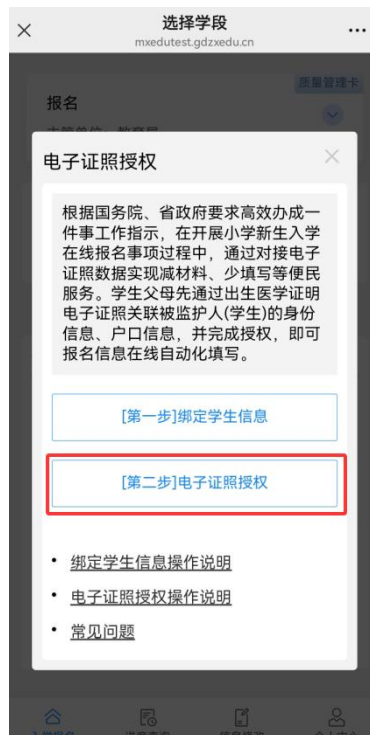 选择学段
mxedutest.gdzxedu.cn
质量管理卡
报名
电子证照授权
根据国务院、省政府要求高效办成一
件事工作指示，在开展小学新生入学
在线报名事项过程中，通过对接电子
证照数据实现减材料、少填写等便民
服务。学生父母先通过出生医学证明
电子证照关联被监护人(学生)的身份
信息、户口信息，并完成授权，即可
报名信息在线自动化填写。
[第一步]绑定学生信息
[第二步]电子证照授权
• 绑定学生信息操作说明
• 电子证照授权操作说明
• 常见问题